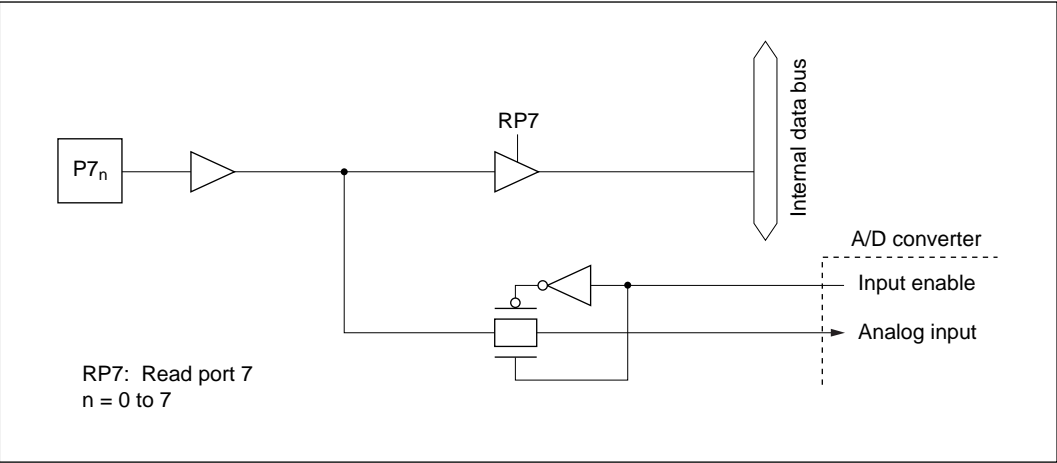 RP7
P7n
Internal data bus
A/D converter
Input enable
Analog input
RP7: Read port 7
n = 0 to 7